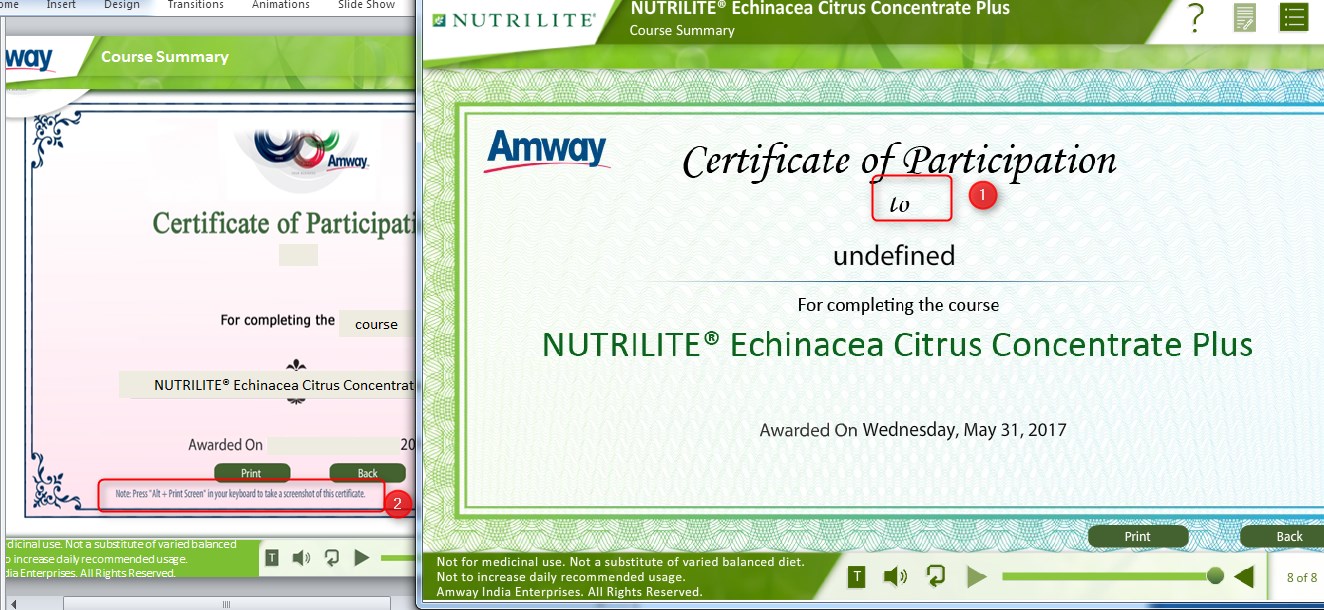 ome Insert Design Transitions Animations Slide Show
way
Course Summary
Amway
Certificate of Participati
For completing the course
NUTRILITE® Echinacea Citrus Concentrat
Awarded On 20
Print Back
Note: Press "Alt + Print Screen" in your keyboard to take a screenshot of this certificate.
2
dicinal use. Not a substitute of varied balanced
o increase daily recommended usage.
dia Enterprises. All Rights Reserved.
T
NUTRILITE®
NUTRILITE® Echinacea Citrus Concentrate Plus
Course Summary
?
Amway
Certificate of Participation
to
1
undefined
For completing the course
NUTRILITE® Echinacea Citrus Concentrate Plus
Awarded On Wednesday, May 31, 2017
Print Back
Not for medicinal use. Not a substitute of varied balanced diet.
Not to increase daily recommended usage.
Amway India Enterprises. All Rights Reserved.
T
8 of 8